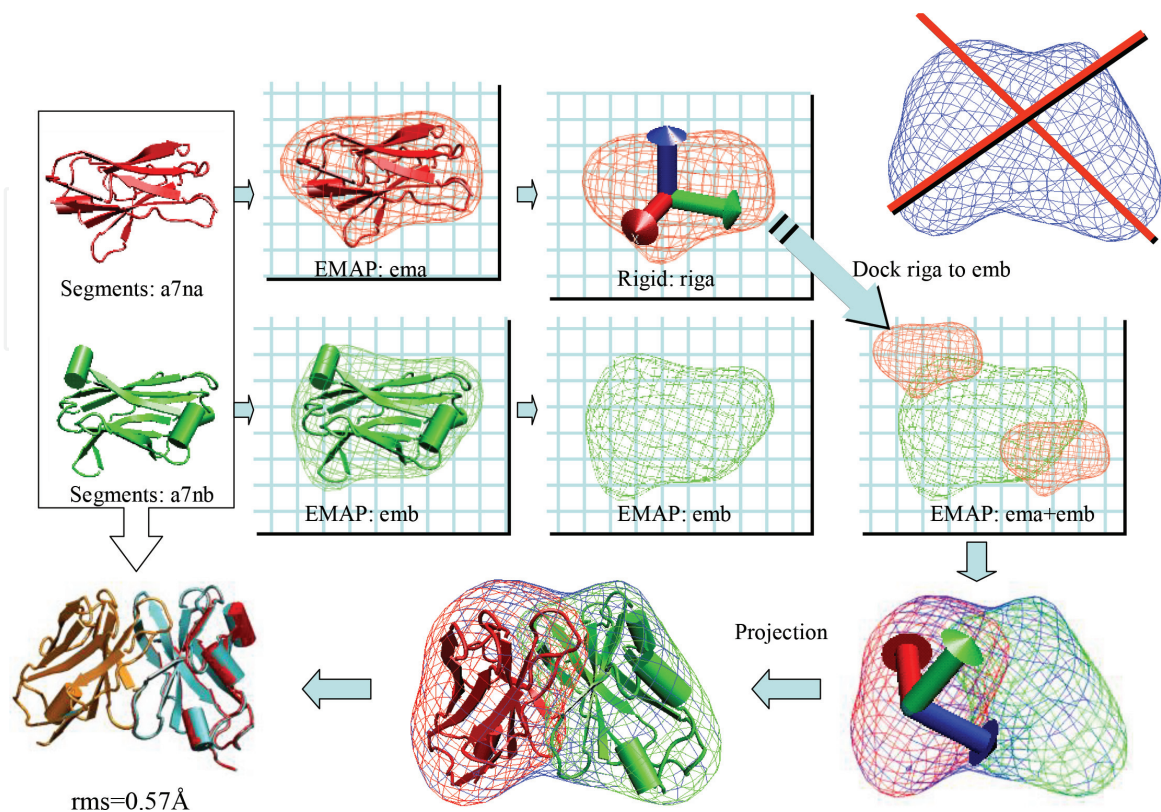 EMAP: ema
Rigid: riga
Segments: a7na
Dock riga to emb
Segments: a7nb
EMAP: emb
EMAP: emb
EMAP: ema+emb
Projection
rms=0.57Å
X